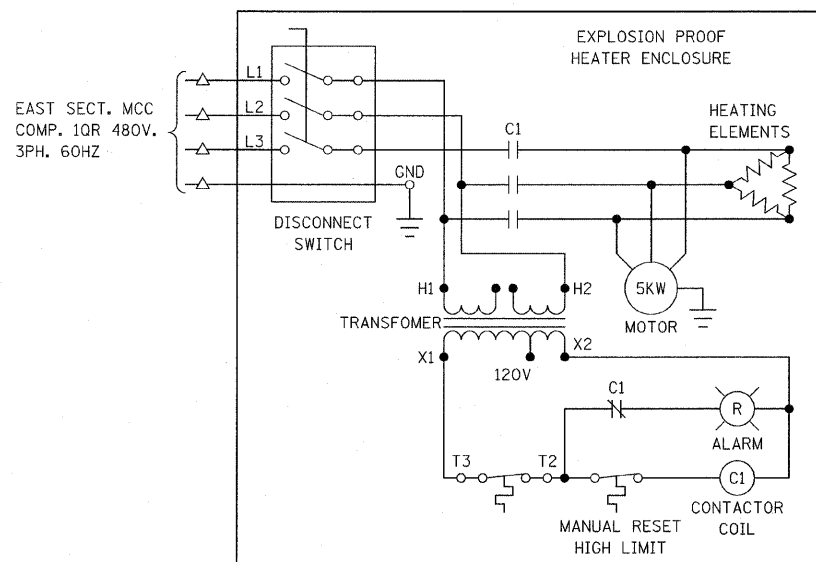 EXPLOSION PROOF
HEATER ENCLOSURE
EAST SECT. MCC
COMP. 1QR 480V.
3PH. 60HZ
L1
L2
L3
GND
DISCONNECT
SWITCH
C1
HEATING
ELEMENTS
H1
H2
5KW
MOTOR
TRANSFOMER
X1
X2
120V
C1
R
ALARM
T3
T2
C1
MANUAL RESET
HIGH LIMIT
CONTACTOR
COIL